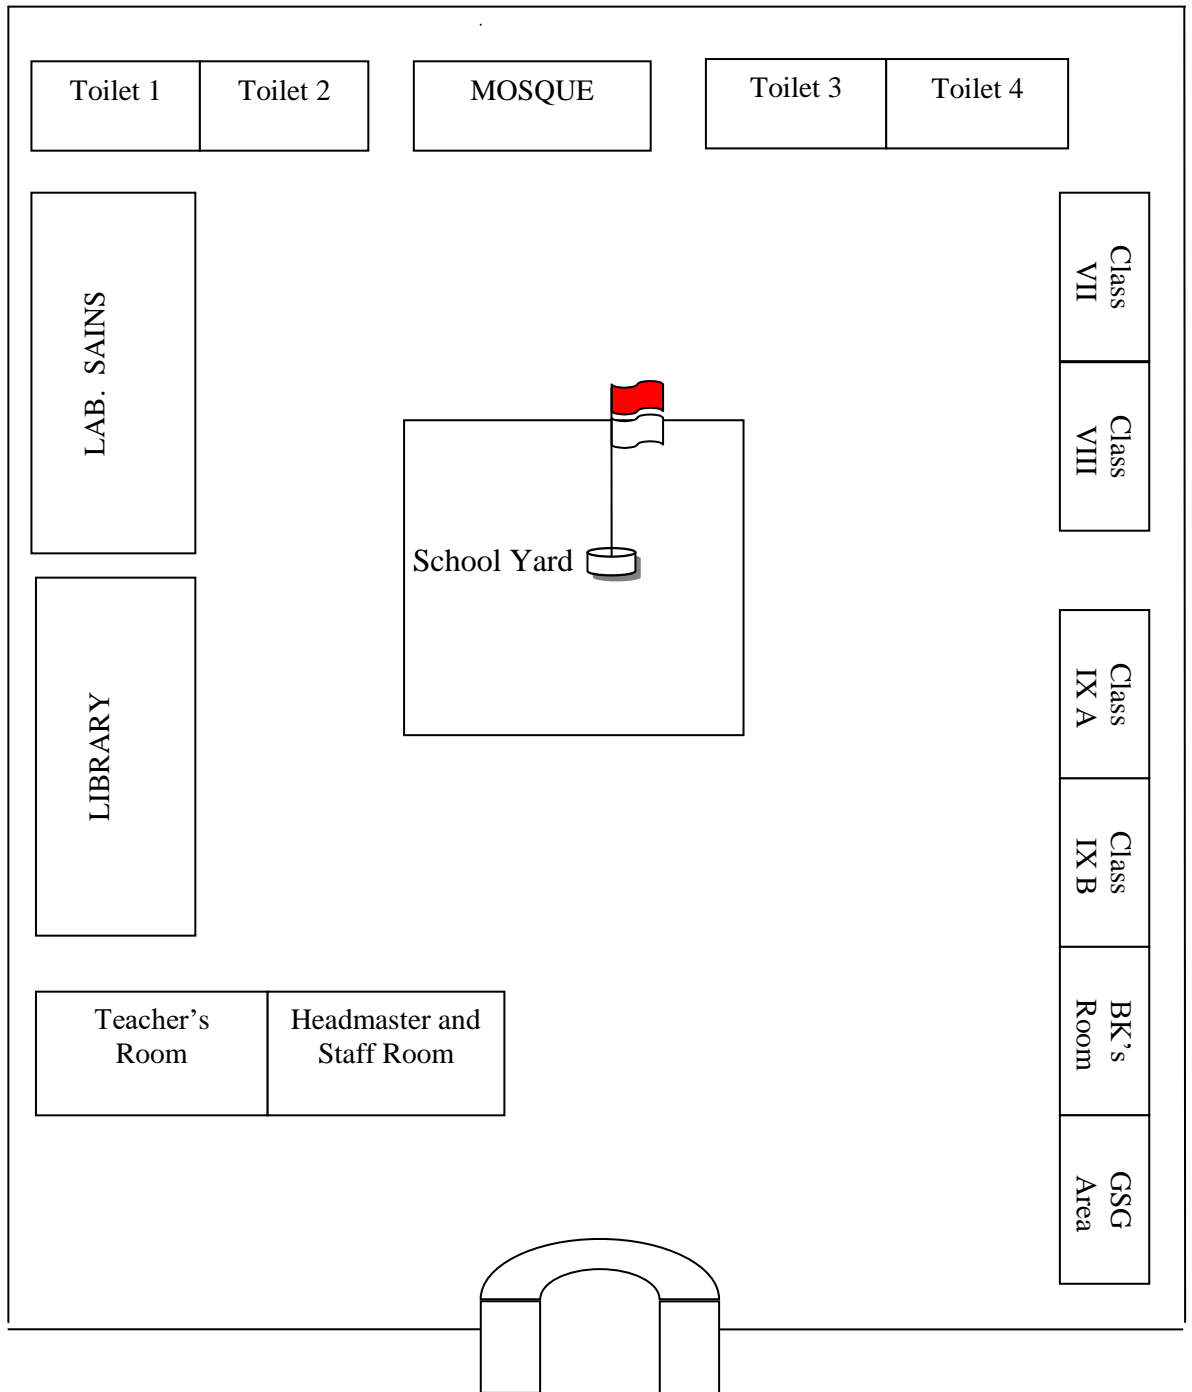 Toilet 1
Toilet 2
MOSQUE
Toilet 3
Toilet 4
LAB. SAINS
Class
VII
Class
VIII
School Yard
LIBRARY
Class
IX A
Class
IX B
Teacher’s
Room
Headmaster and
Staff Room
BK’s
Room
GSG
Area